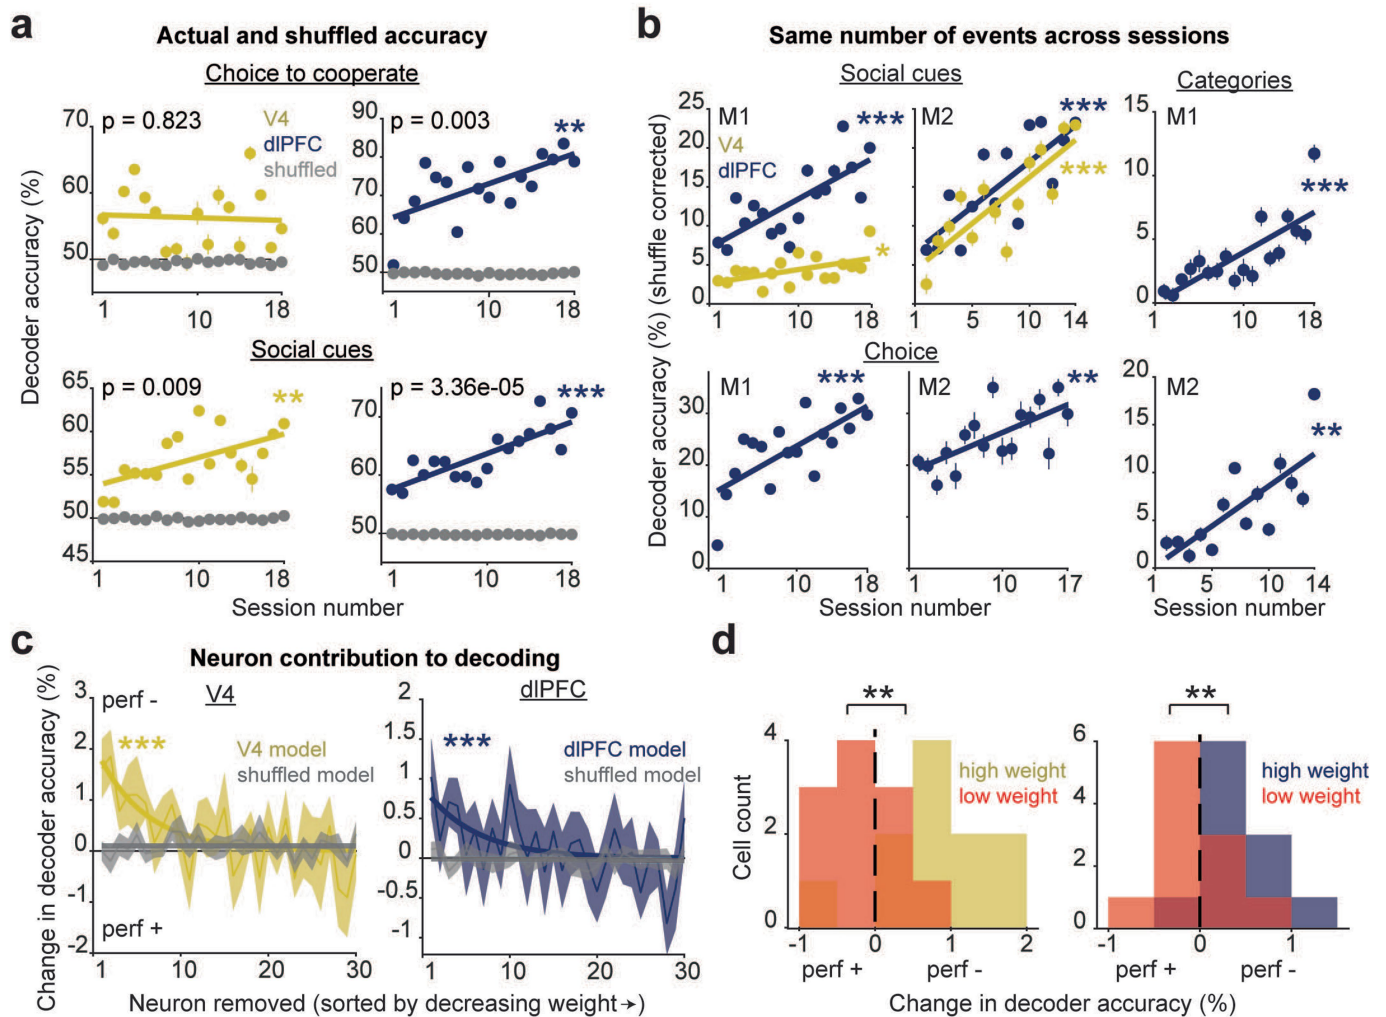 a
Actual and shuffled accuracy
Choice to cooperate
Decoder accuracy (%)
70
60
50
1
10
18
p = 0.823
V4
dlPFC
shuffled
90
80
70
60
50
1
10
18
p = 0.003
**
Social cues
65
60
55
50
45
1
10
18
p = 0.009
**
70
60
50
1
10
18
p = 3.36e-05
***
Session number
b
Same number of events across sessions
Social cues
Categories
Decoder accuracy (%) (shuffle corrected)
25
20
15
10
5
0
1
10
18
M1
V4
dlPFC
***
*
M2
***
***
1
5
10
14
15
10
5
0
1
10
18
M1
***
Choice
30
20
10
0
1
10
18
M1
***
M2
**
1
10
17
Session number
20
15
10
5
0
1
5
10
14
M2
**
Session number
c
Neuron contribution to decoding
Change in decoder accuracy (%)
V4
3
2
1
0
-1
-2
1
10
20
30
perf -
***
V4 model
shuffled model
perf +
dlPFC
2
1.5
1
0.5
0
-0.5
-1
1
10
20
30
***
dlPFC model
shuffled model
Neuron removed (sorted by decreasing weight→)
d
**
Cell count
4
2
0
-1
0
1
2
high weight
low weight
perf +
perf -
**
6
4
2
0
-1
0
1
high weight
low weight
perf +
perf -
Change in decoder accuracy (%)